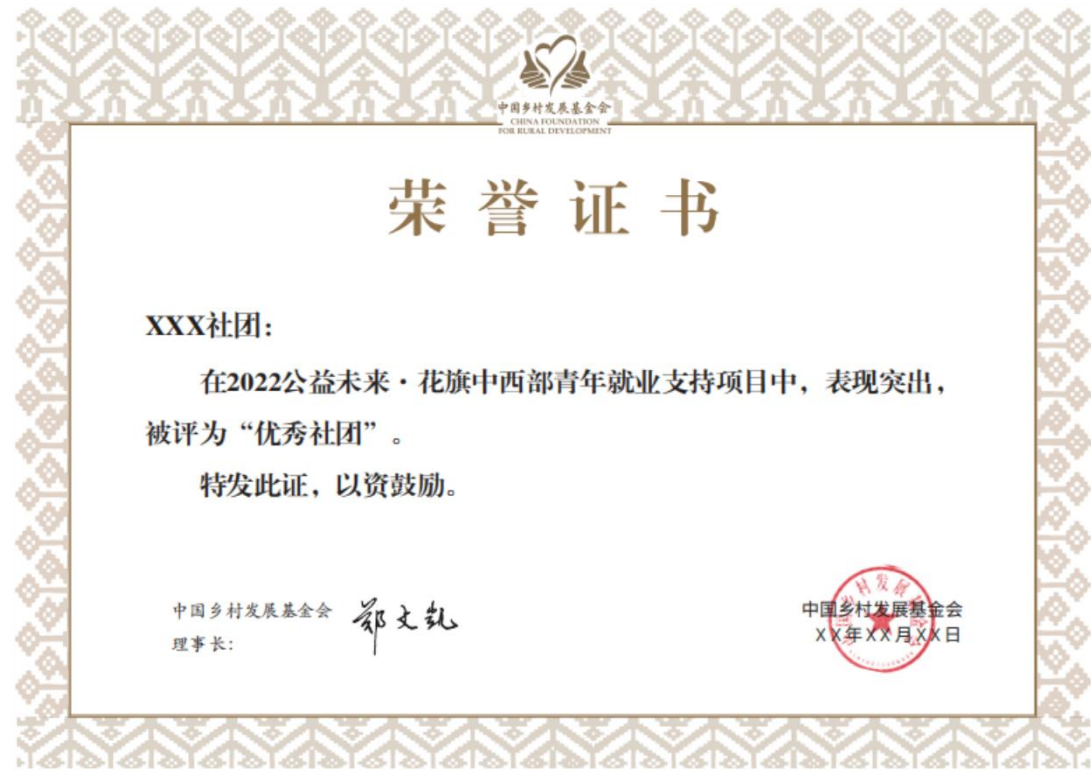 中国乡村发展基金会
CHINA FOUNDATION
FOR RURAL DEVELOPMENT
荣誉证书
XXX社团：
在2022公益未来·花旗中西部青年就业支持项目中，表现突出，
被评为“优秀社团”。
特发此证，以资鼓励。
中国乡村发展基金会
理事长：
郑文凯
中国乡村发展基金会
XX年XX月XX日